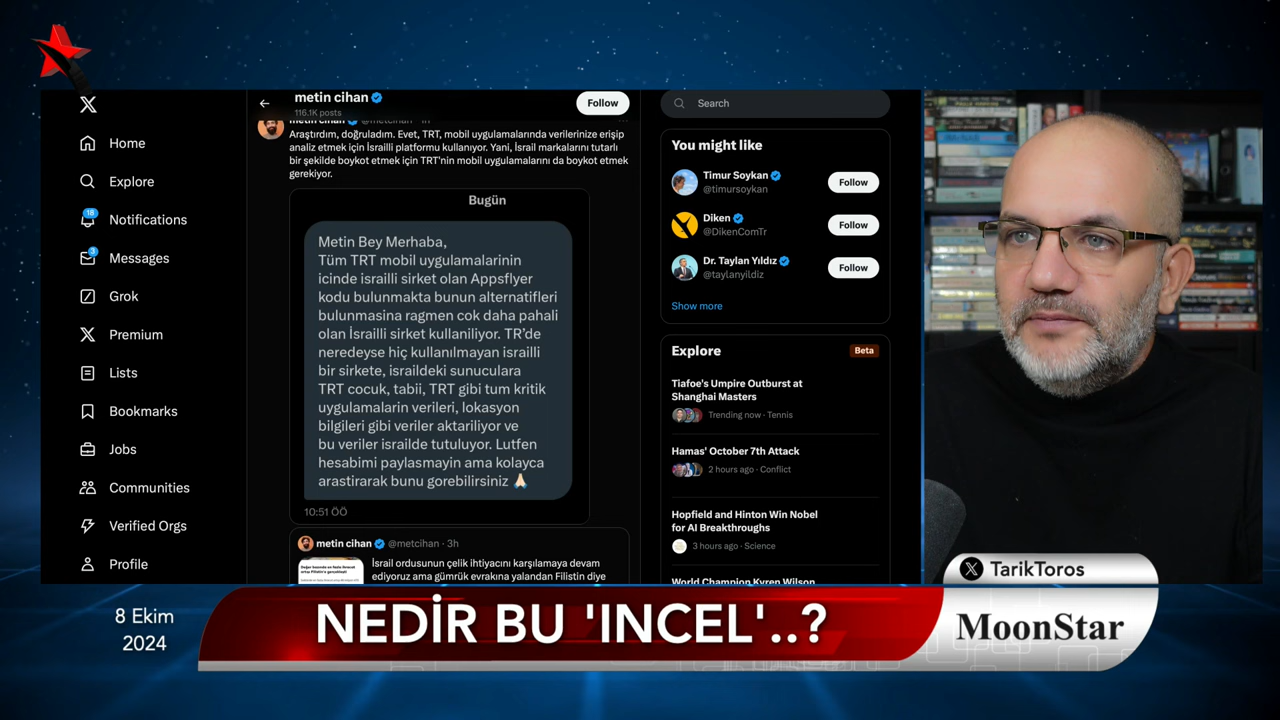 metin cihan
116.1K posts
Follow
Search
Home
Explore
Notifications
18
Messages
3
Grok
Premium
Lists
Bookmarks
Jobs
Communities
Verified Orgs
Profile
metin cihan @metcihan · 1h
Araştırdım, doğruladım. Evet, TRT, mobil uygulamalarında verilerinize erişip
analiz etmek için İsrailli platformu kullanıyor. Yani, İsrail markalarını tutarlı
bir şekilde boykot etmek için TRT'nin mobil uygulamalarını da boykot etmek
gerekiyor.
Bugün
Metin Bey Merhaba,
Tüm TRT mobil uygulamalarinin
icinde israilli sirket olan Appsflyer
kodu bulunmakta bunun alternatifleri
bulunmasina ragmen cok daha pahali
olan İsrailli sirket kullaniliyor. TR'de
neredeyse hiç kullanılmayan israilli
bir sirkete, israildeki sunuculara
TRT cocuk, tabii, TRT gibi tum kritik
uygulamalarin verileri, lokasyon
bilgileri gibi veriler aktariliyor ve
bu veriler israilde tutuluyor. Lutfen
hesabimi paylasmayin ama kolayca
arastirarak bunu gorebilirsiniz 🙏🏻
10:51 ÖÖ
metin cihan @metcihan · 3h
İsrail ordusunun çelik ihtiyacını karşılamaya devam
ediyoruz ama gümrük evrakına yalandan Filistin diye
You might like
Timur Soykan
@timursoykan
Follow
Diken
@DikenComTr
Follow
Dr. Taylan Yıldız
@taylanyildiz
Follow
Show more
Explore
Beta
Tiafoe's Umpire Outburst at
Shanghai Masters
Trending now · Tennis
Hamas' October 7th Attack
2 hours ago · Conflict
Hopfield and Hinton Win Nobel
for AI Breakthroughs
3 hours ago · Science
World Champion Kyren Wilson
TarikToros
MoonStar
8 Ekim
2024
NEDİR BU 'INCEL'..?